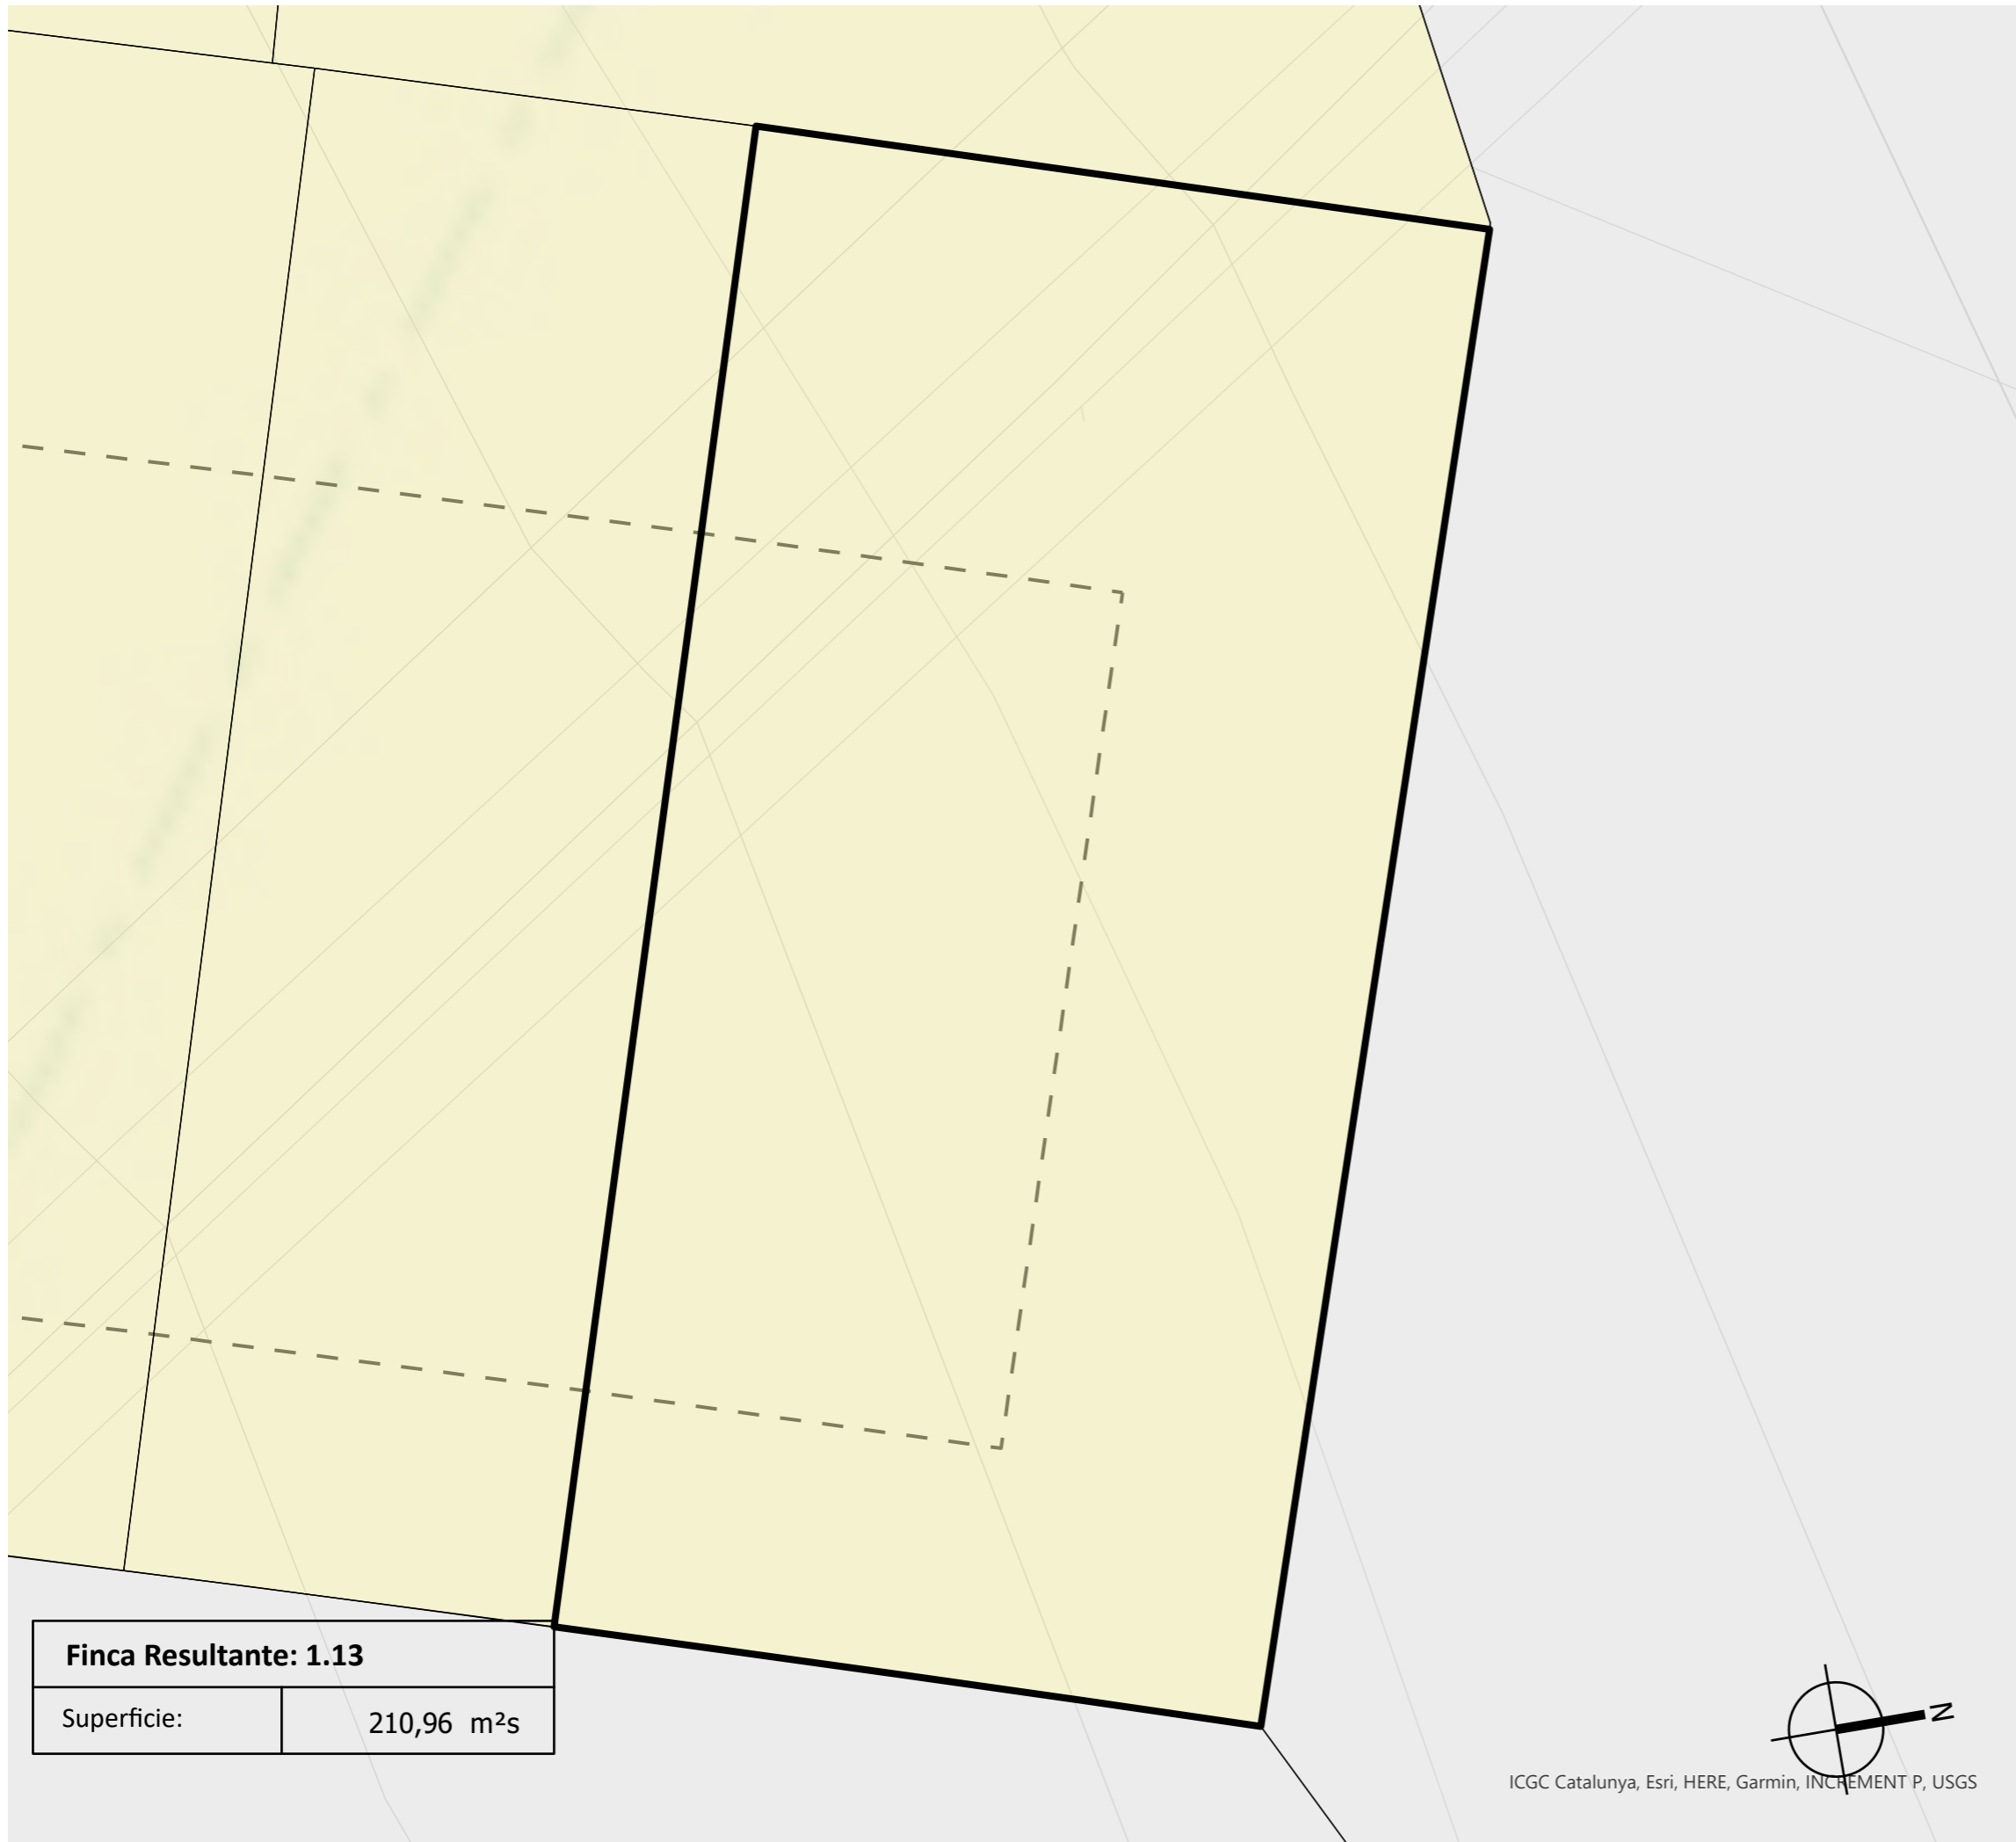 Finca Resultante: 1.13
Superficie: 210,96 m²s
N
ICGC Catalunya, Esri, HERE, Garmin, INCREMENT P, USGS